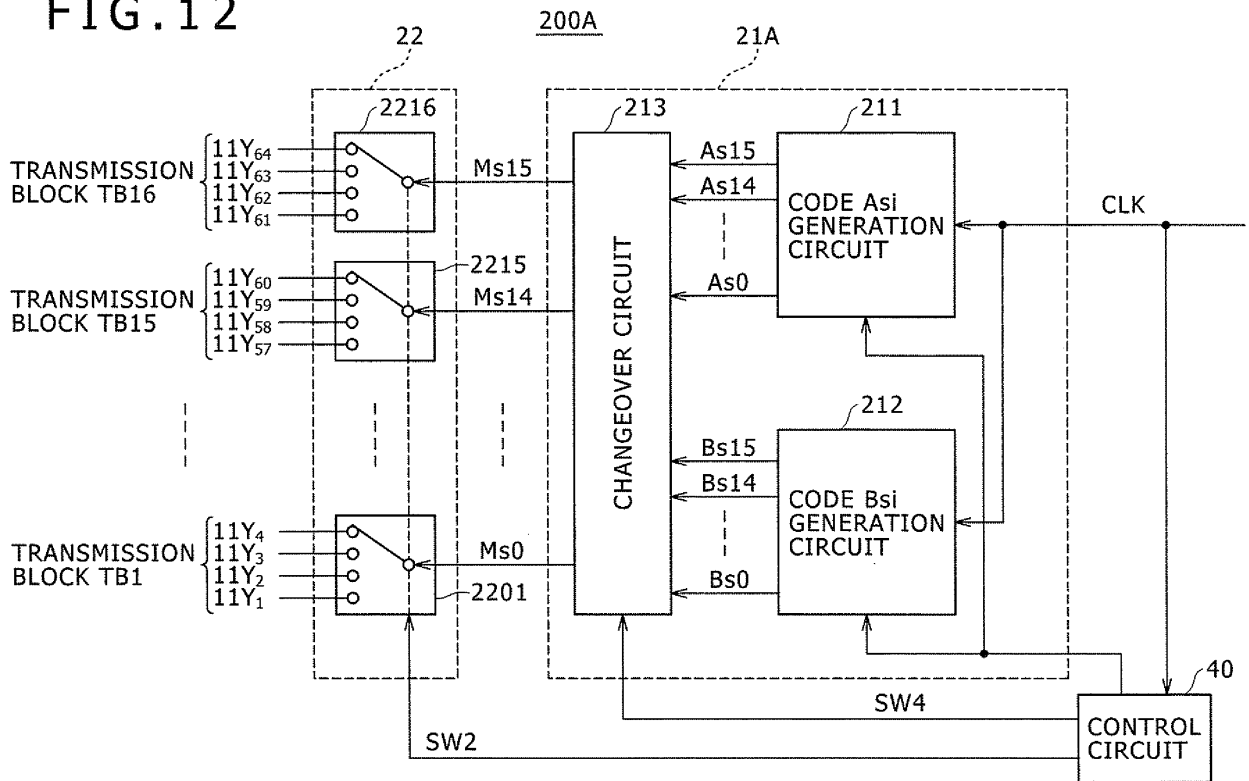 FIG.12
200A
22
21A
2216
213
211
TRANSMISSION
BLOCK TB16
11Y64
11Y63
11Y62
11Y61
Ms15
As15
As14
As0
CODE Asi
GENERATION
CIRCUIT
CLK
2215
TRANSMISSION
BLOCK TB15
11Y60
11Y59
11Y58
11Y57
Ms14
CHANGEOVER CIRCUIT
212
Bs15
Bs14
Bs0
CODE Bsi
GENERATION
CIRCUIT
TRANSMISSION
BLOCK TB1
11Y4
11Y3
11Y2
11Y1
Ms0
2201
40
SW4
SW2
CONTROL
CIRCUIT